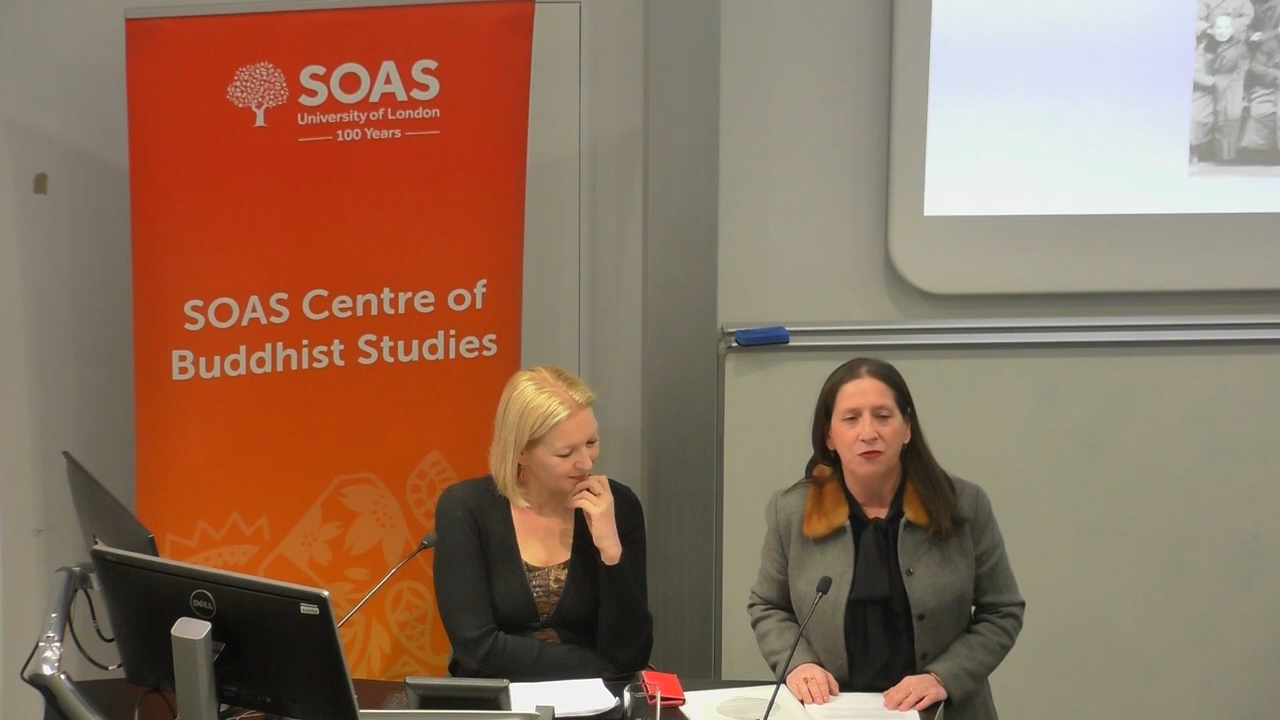 SOAS
University of London
100 Years
SOAS Centre of
Buddhist Studies
DELL